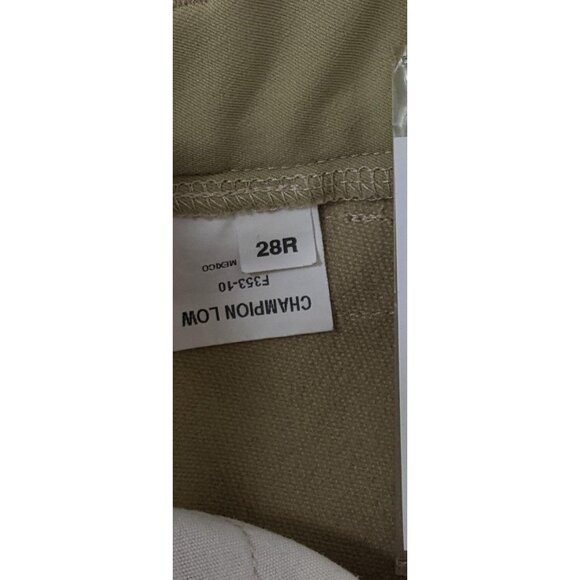 28R
CHAMPION LOW
F353-10
MEXICO